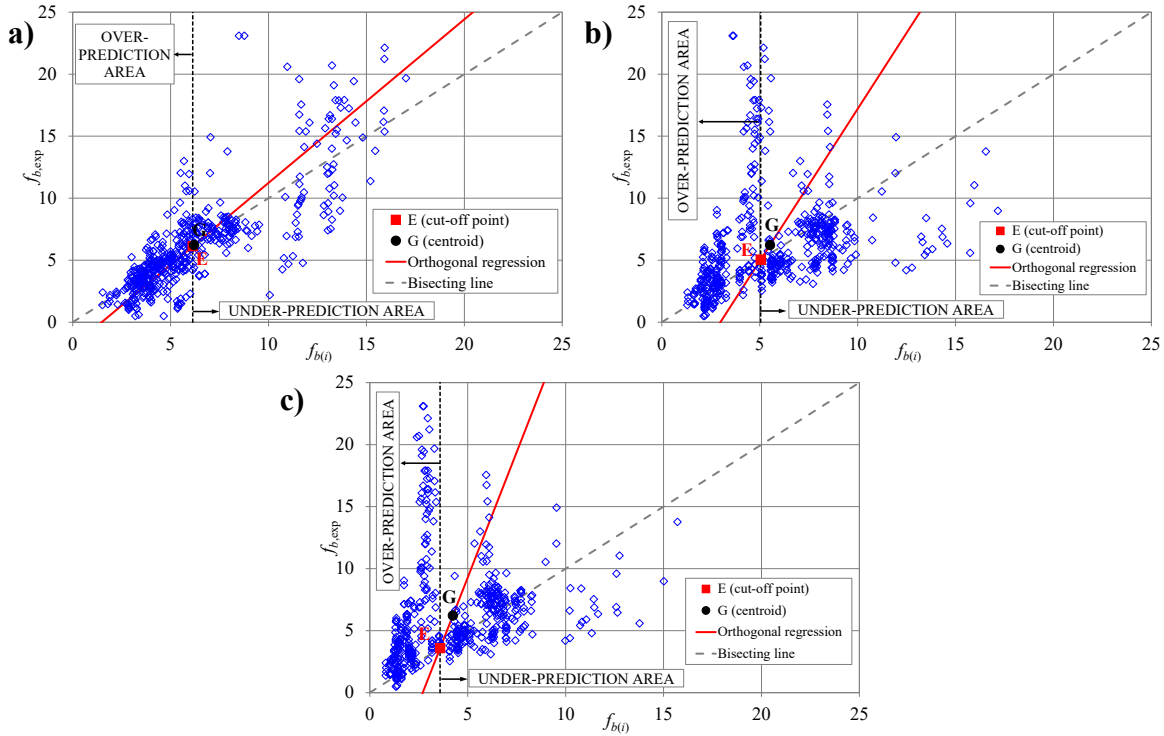 a)
25
20
15
10
5
0
f_b,exp
OVER-
PREDICTION
AREA
G
E
E (cut-off point)
G (centroid)
Orthogonal regression
Bisecting line
UNDER-PREDICTION AREA
0 5 10 15 20 25
f_b(i)
b)
25
20
15
10
5
0
f_b,exp
OVER-PREDICTION AREA
G
E
E (cut-off point)
G (centroid)
Orthogonal regression
Bisecting line
UNDER-PREDICTION AREA
0 5 10 15 20 25
f_b(i)
c)
25
20
15
10
5
0
f_b,exp
OVER-PREDICTION AREA
G
E
E (cut-off point)
G (centroid)
Orthogonal regression
Bisecting line
UNDER-PREDICTION AREA
0 5 10 15 20 25
f_b(i)